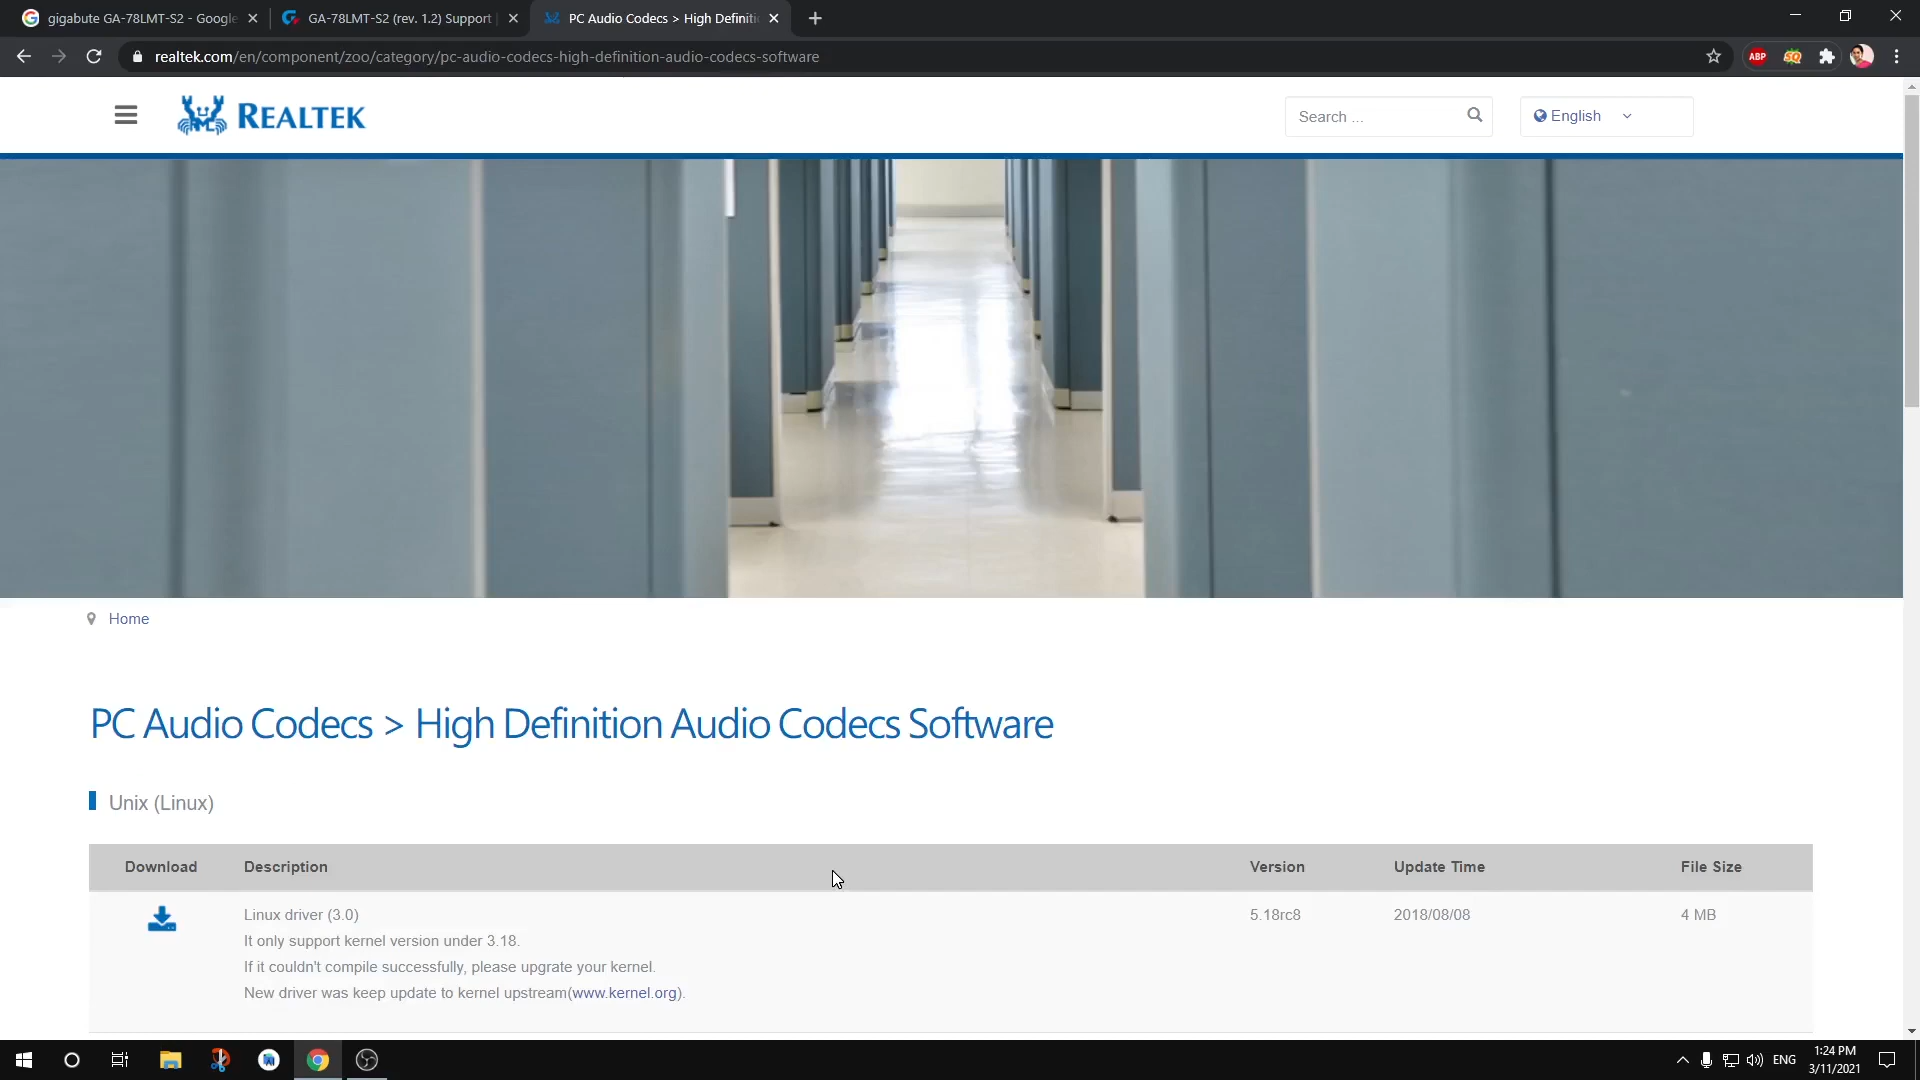 gigabute GA-78LMT-S2 - Google
GA-78LMT-S2 (rev. 1.2) Support |
PC Audio Codecs > High Definiti
realtek.com/en/component/zoo/category/pc-audio-codecs-high-definition-audio-codecs-software
ABP
SQ
REALTEK
Search ...
English
Home
PC Audio Codecs > High Definition Audio Codecs Software
Unix (Linux)
Download Description Version Update Time File Size
Linux driver (3.0) 5.18rc8 2018/08/08 4 MB
It only support kernel version under 3.18.
If it couldn't compile successfully, please upgrate your kernel.
New driver was keep update to kernel upstream(www.kernel.org).
ENG
1:24 PM
3/11/2021